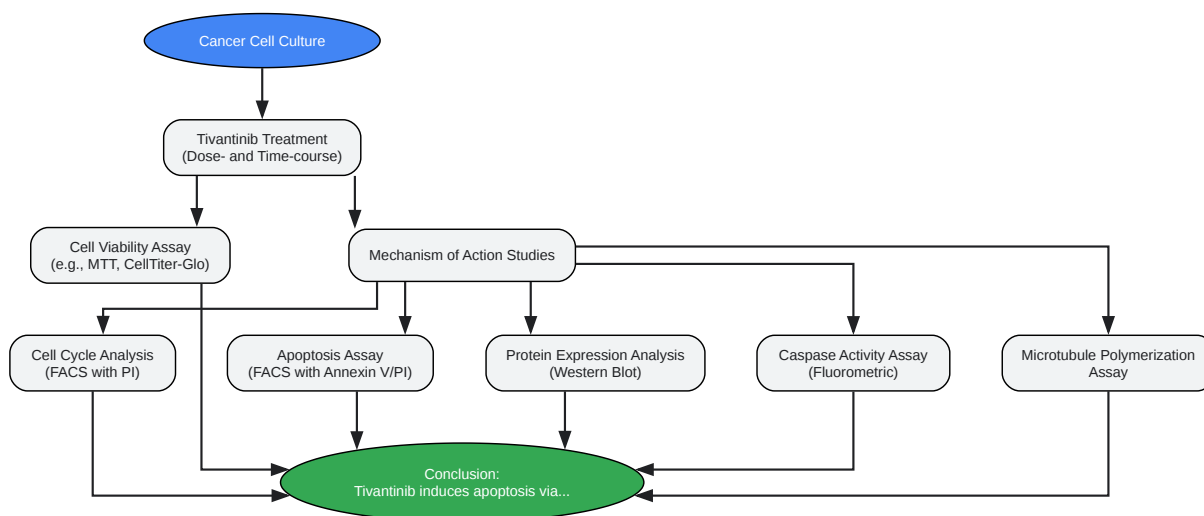 Cancer Cell Culture
Tivantinib Treatment
(Dose- and Time-course)
Cell Viability Assay
(e.g., MTT, CellTiter-Glo)
Mechanism of Action Studies
Cell Cycle Analysis
(FACS with PI)
Apoptosis Assay
(FACS with Annexin V/PI)
Protein Expression Analysis
(Western Blot)
Caspase Activity Assay
(Fluorometric)
Microtubule Polymerization
Assay
Conclusion:
Tivantinib induces apoptosis via...